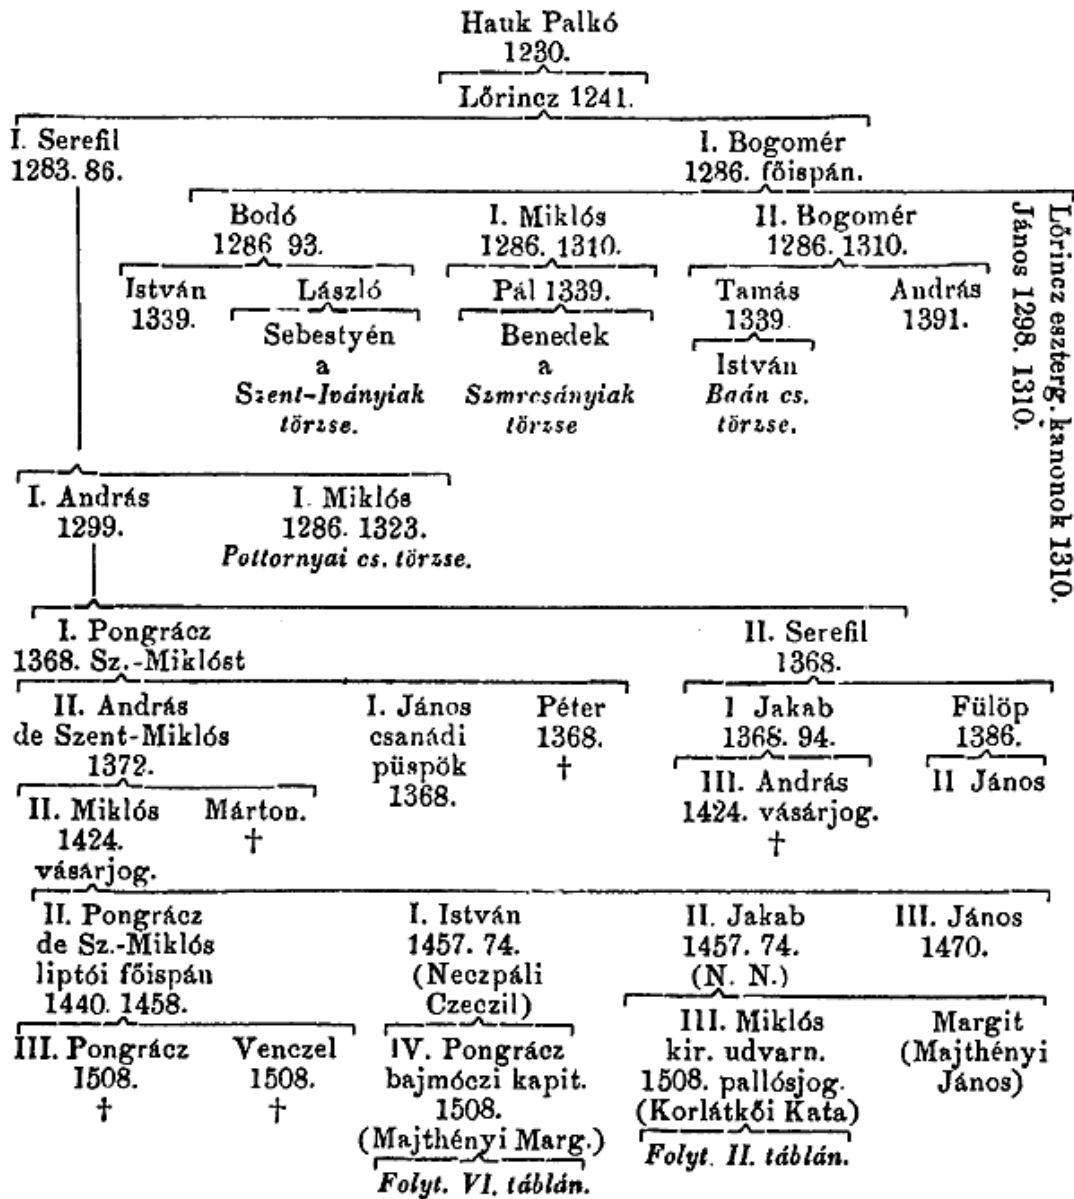 Hauk Palkó
1230.
Lőrincz 1241.
I. Serefil
1283. 86.
I. Bogomér
1286. főispán.
Bodó
1286 93.
I. Miklós
1286. 1310.
II. Bogomér
1286. 1310.
János 1298. 1310.
Lőrincz eszterg. kanonok 1310.
István
1339.
László
Pál 1339.
Tamás
1339
András
1391.
Sebestyén
a
Szent-Iványiak
törzse.
Benedek
a
Szmrcsányiak
törzse
István
Baán cs.
törzse.
I. András
1299.
I. Miklós
1286. 1323.
Pottornyai cs. törzse.
I. Pongrácz
1368. Sz.-Miklóst
II. Serefil
1368.
II. András
de Szent-Miklós
1372.
I. János
csanádi
püspök
1368.
Péter
1368.
†
I Jakab
1368. 94.
Fülöp
1386.
II. Miklós
1424.
vásárjog.
Márton.
†
III. András
1424. vásárjog.
†
II János
II. Pongrácz
de Sz.-Miklós
liptói főispán
1440. 1458.
I. István
1457. 74.
(Neczpáli
Czeczil)
II. Jakab
1457. 74.
(N. N.)
III. János
1470.
III. Pongrácz
1508.
†
Venczel
1508.
†
IV. Pongrácz
bajmóczi kapit.
1508.
(Majthényi Marg.)
Folyt. VI. táblán.
III. Miklós
kir. udvarn.
1508. pallósjog.
(Korlátkői Kata)
Folyt. II. táblán.
Margit
(Majthényi
János)